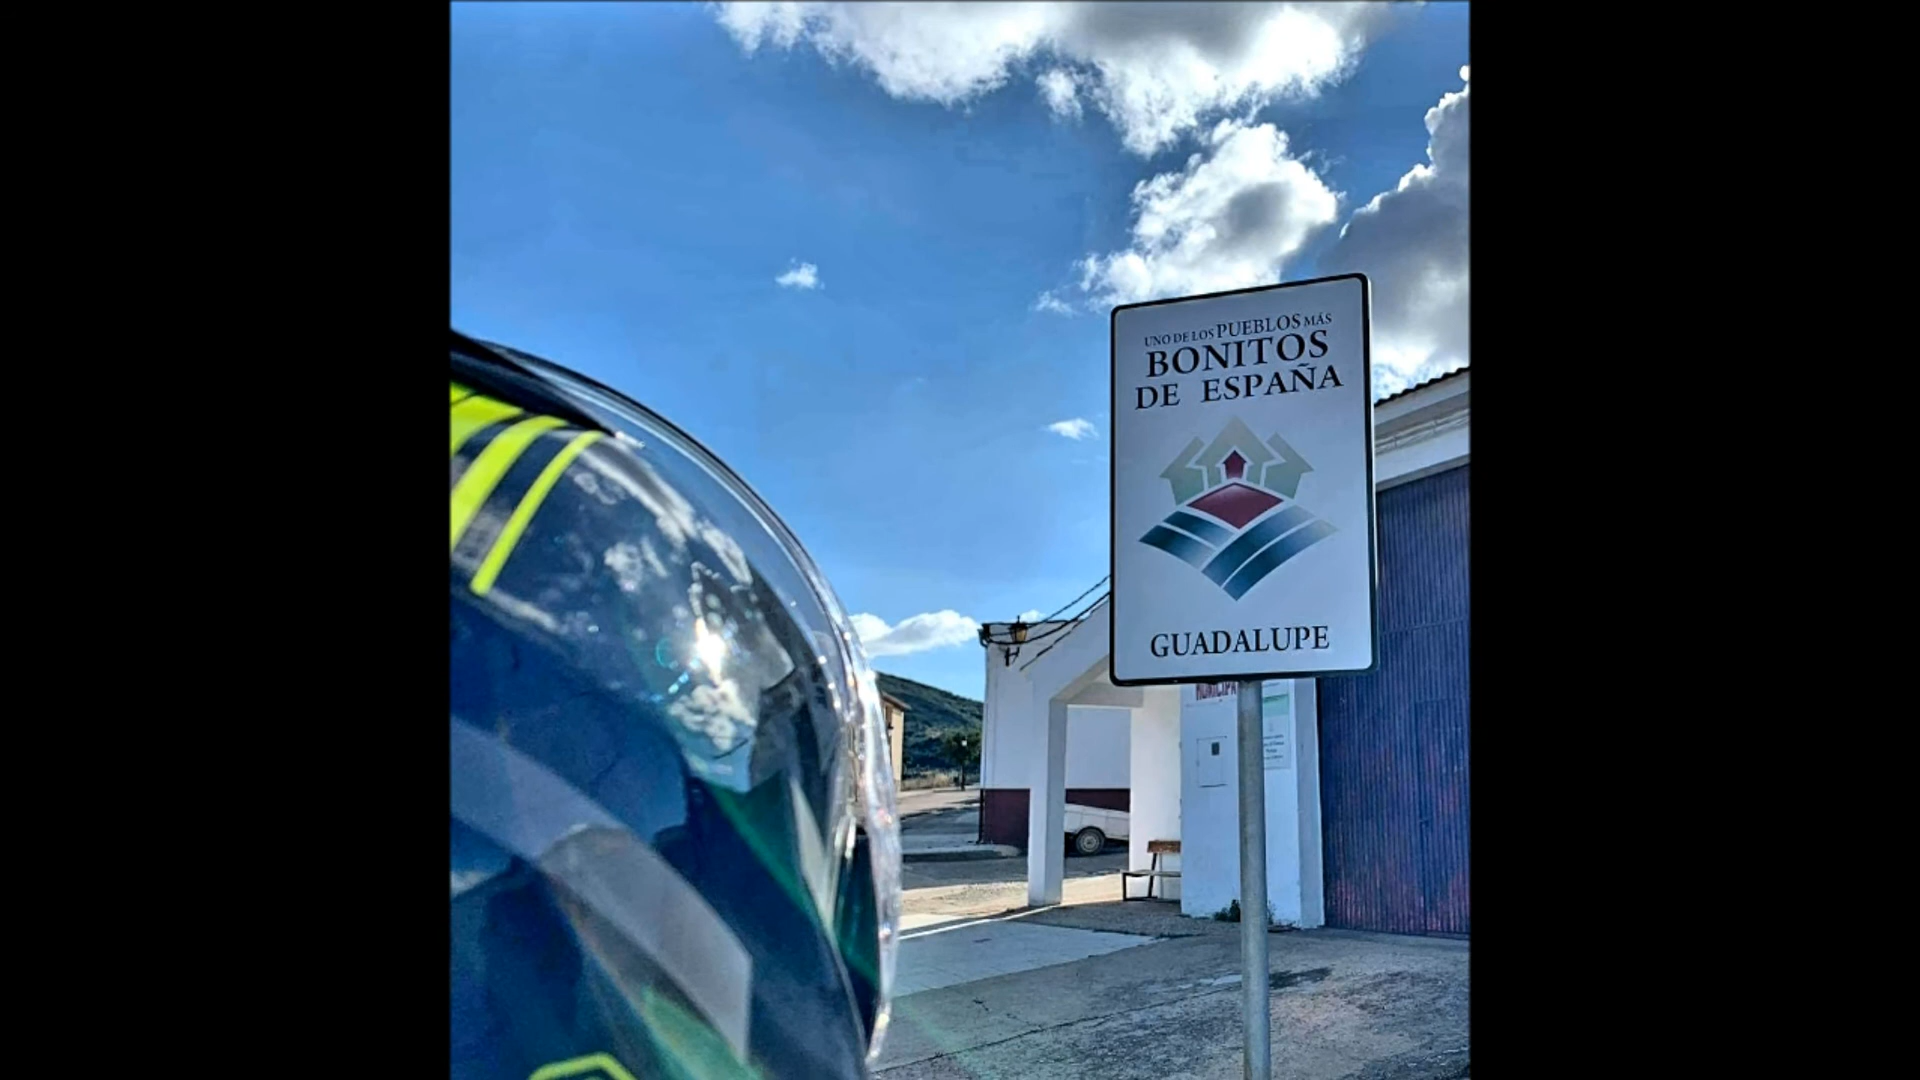 UNO DE LOS PUEBLOS MÁS
BONITOS
DE ESPAÑA
GUADALUPE